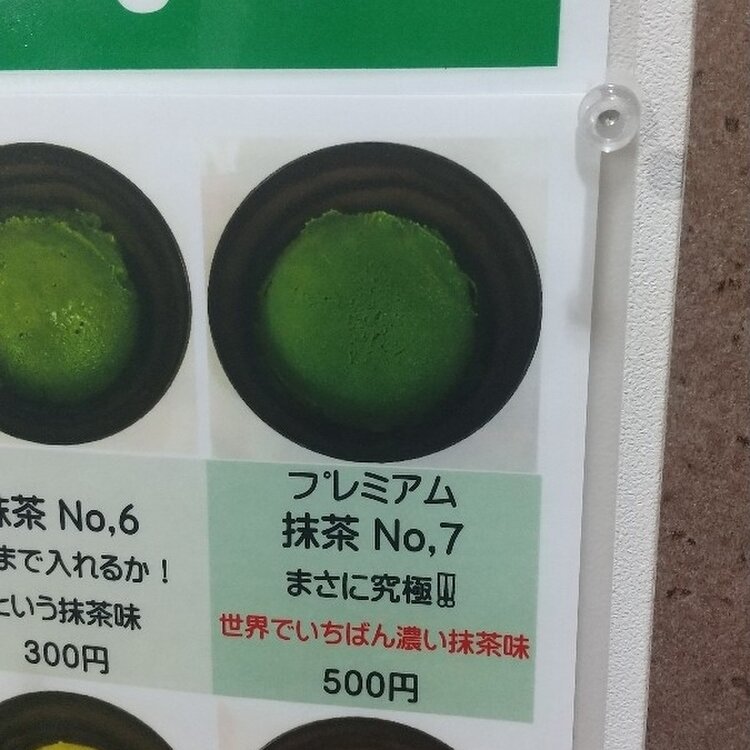 抹茶 No,6
まで入れるか！
という抹茶味
300円
プレミアム
抹茶 No,7
まさに究極!!
世界でいちばん濃い抹茶味
500円